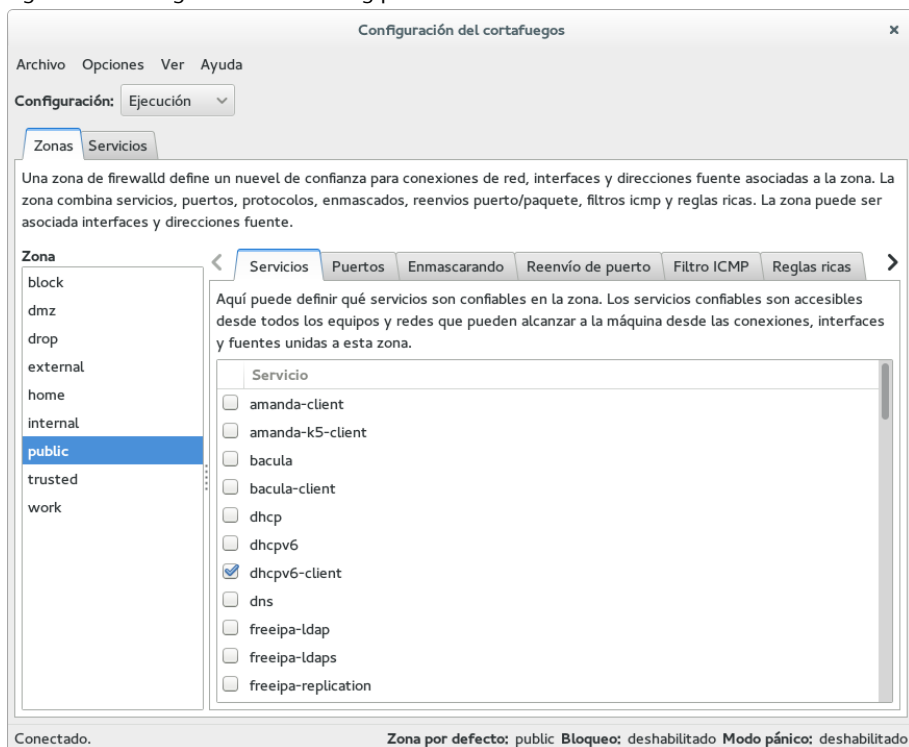 Configuración del cortafuegos
Archivo Opciones Ver Ayuda
Configuración: Ejecución
Zonas Servicios
Una zona de firewalld define un nuevel de confianza para conexiones de red, interfaces y direcciones fuente asociadas a la zona. La
zona combina servicios, puertos, protocolos, enmascados, reenvios puerto/paquete, filtros icmp y reglas ricas. La zona puede ser
asociada interfaces y direcciones fuente.
Zona
block
dmz
drop
external
home
internal
public
trusted
work
Servicios Puertos Enmascarando Reenvío de puerto Filtro ICMP Reglas ricas
Aquí puede definir qué servicios son confiables en la zona. Los servicios confiables son accesibles
desde todos los equipos y redes que pueden alcanzar a la máquina desde las conexiones, interfaces
y fuentes unidas a esta zona.
Servicio
amanda-client
amanda-k5-client
bacula
bacula-client
dhcp
dhcpv6
dhcpv6-client
dns
freeipa-ldap
freeipa-ldaps
freeipa-replication
Conectado.
Zona por defecto: public Bloqueo: deshabilitado Modo pánico: deshabilitado